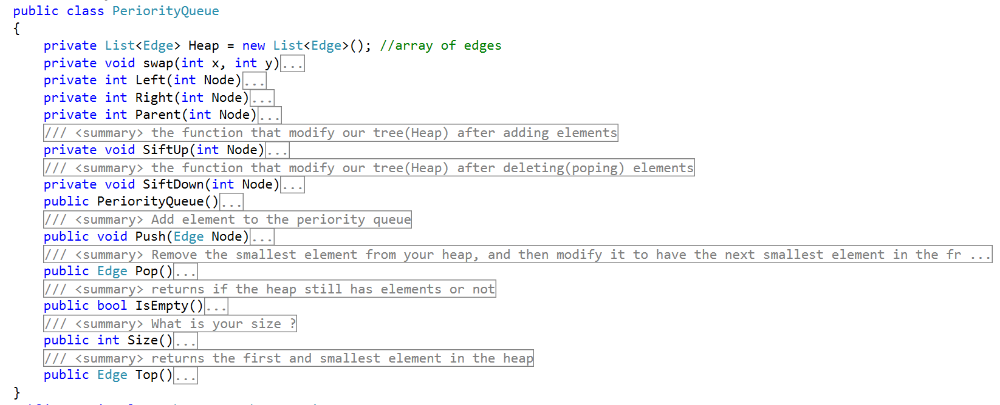 public class PeriorityQueue
{
private List<Edge> Heap = new List<Edge>(); //array of edges
private void swap(int x, int y)...
private int Left(int Node)...
private int Right(int Node)...
private int Parent(int Node)...
/// <summary> the function that modify our tree(Heap) after adding elements
private void SiftUp(int Node)...
/// <summary> the function that modify our tree(Heap) after deleting(poping) elements
private void SiftDown(int Node)...
public PeriorityQueue()...
/// <summary> Add element to the periority queue
public void Push(Edge Node)...
/// <summary> Remove the smallest element from your heap, and then modify it to have the next smallest element in the fr ...
public Edge Pop()...
/// <summary> returns if the heap still has elements or not
public bool IsEmpty()...
/// <summary> What is your size ?
public int Size()...
/// <summary> returns the first and smallest element in the heap
public Edge Top()...
}